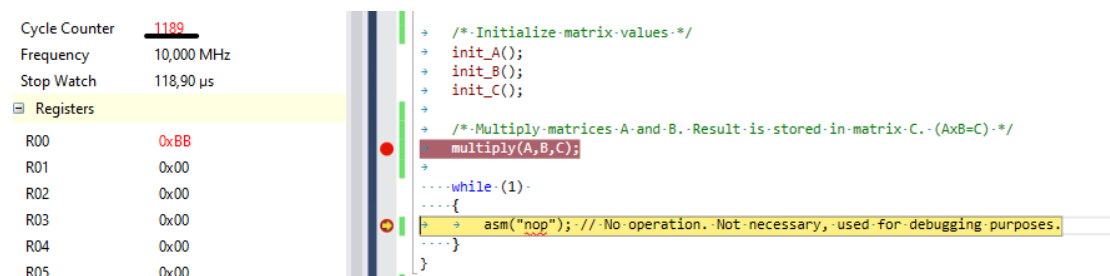 Cycle Counter 1189
Frequency 10,000 MHz
Stop Watch 118,90 µs
Registers
R00 0xBB
R01 0x00
R02 0x00
R03 0x00
R04 0x00
R05 0x00
/* Initialize matrix values */
init_A();
init_B();
init_C();
/* Multiply matrices A and B. Result is stored in matrix C. (AxB=C) */
multiply(A,B,C);
while (1)
{
asm("nop"); // No operation. Not necessary, used for debugging purposes.
}
}